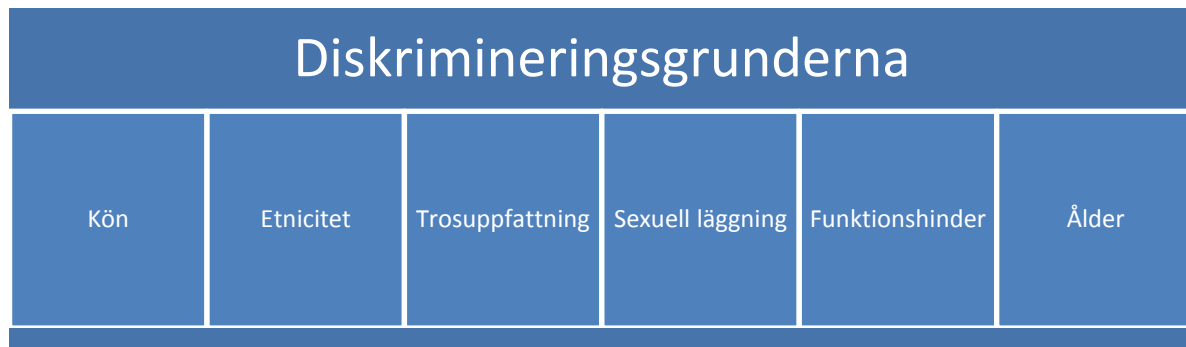 Diskrimineringsgrunderna
Kön
Etnicitet
Trosuppfattning
Sexuell läggning
Funktionshinder
Ålder